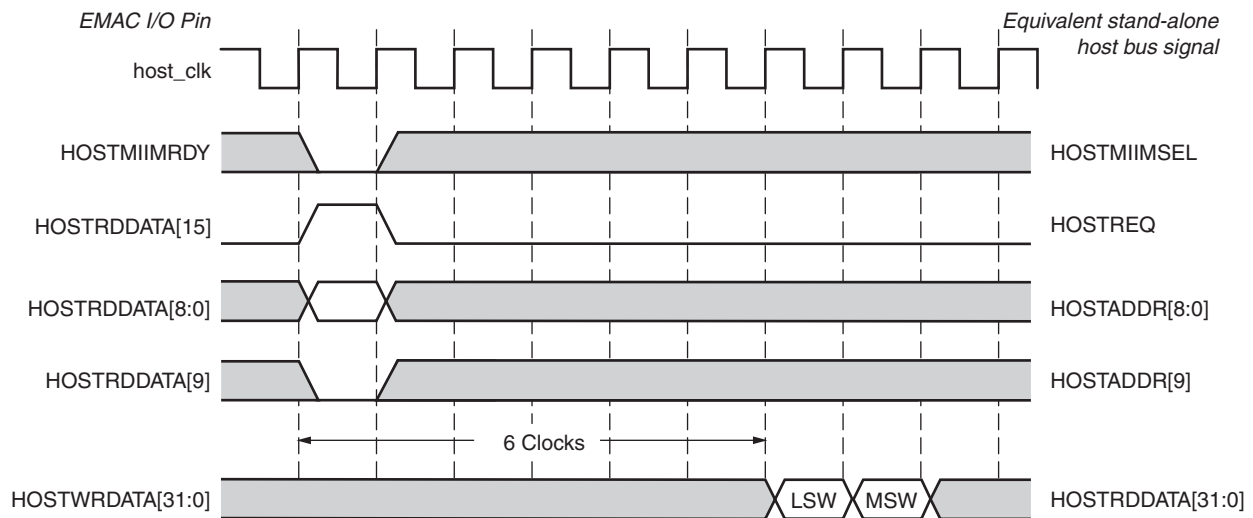 EMAC I/O Pin
Equivalent stand-alone
host bus signal
host_clk
HOSTMIIMRDY
HOSTMIIMSEL
HOSTRDDATA[15]
HOSTREQ
HOSTRDDATA[8:0]
HOSTADDR[8:0]
HOSTRDDATA[9]
HOSTADDR[9]
6 Clocks
HOSTWRDATA[31:0]
LSW
MSW
HOSTRDDATA[31:0]